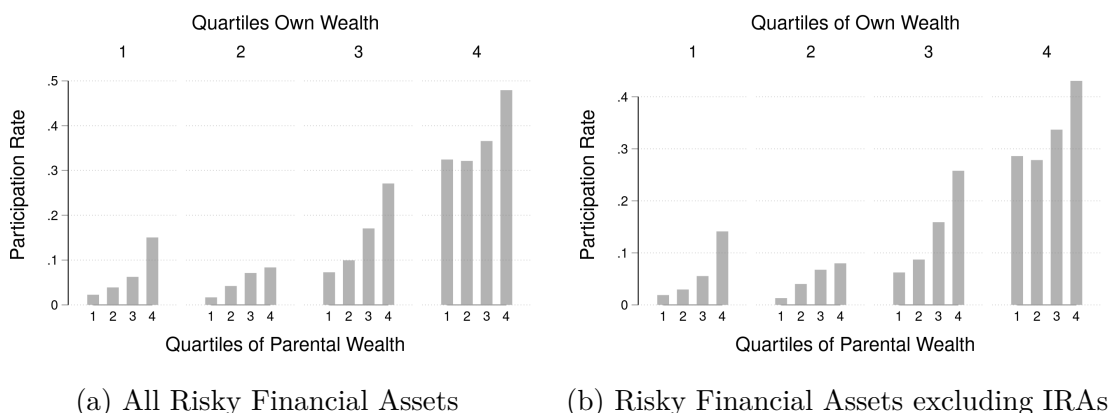 Quartiles Own Wealth
1 2 3 4
.5
.4
.3
.2
.1
0
Participation Rate
1 2 3 4 1 2 3 4 1 2 3 4 1 2 3 4
Quartiles of Parental Wealth
(a) All Risky Financial Assets
Quartiles of Own Wealth
1 2 3 4
.4
.3
.2
.1
0
Participation Rate
1 2 3 4 1 2 3 4 1 2 3 4 1 2 3 4
Quartiles of Parental Wealth
(b) Risky Financial Assets excluding IRAs